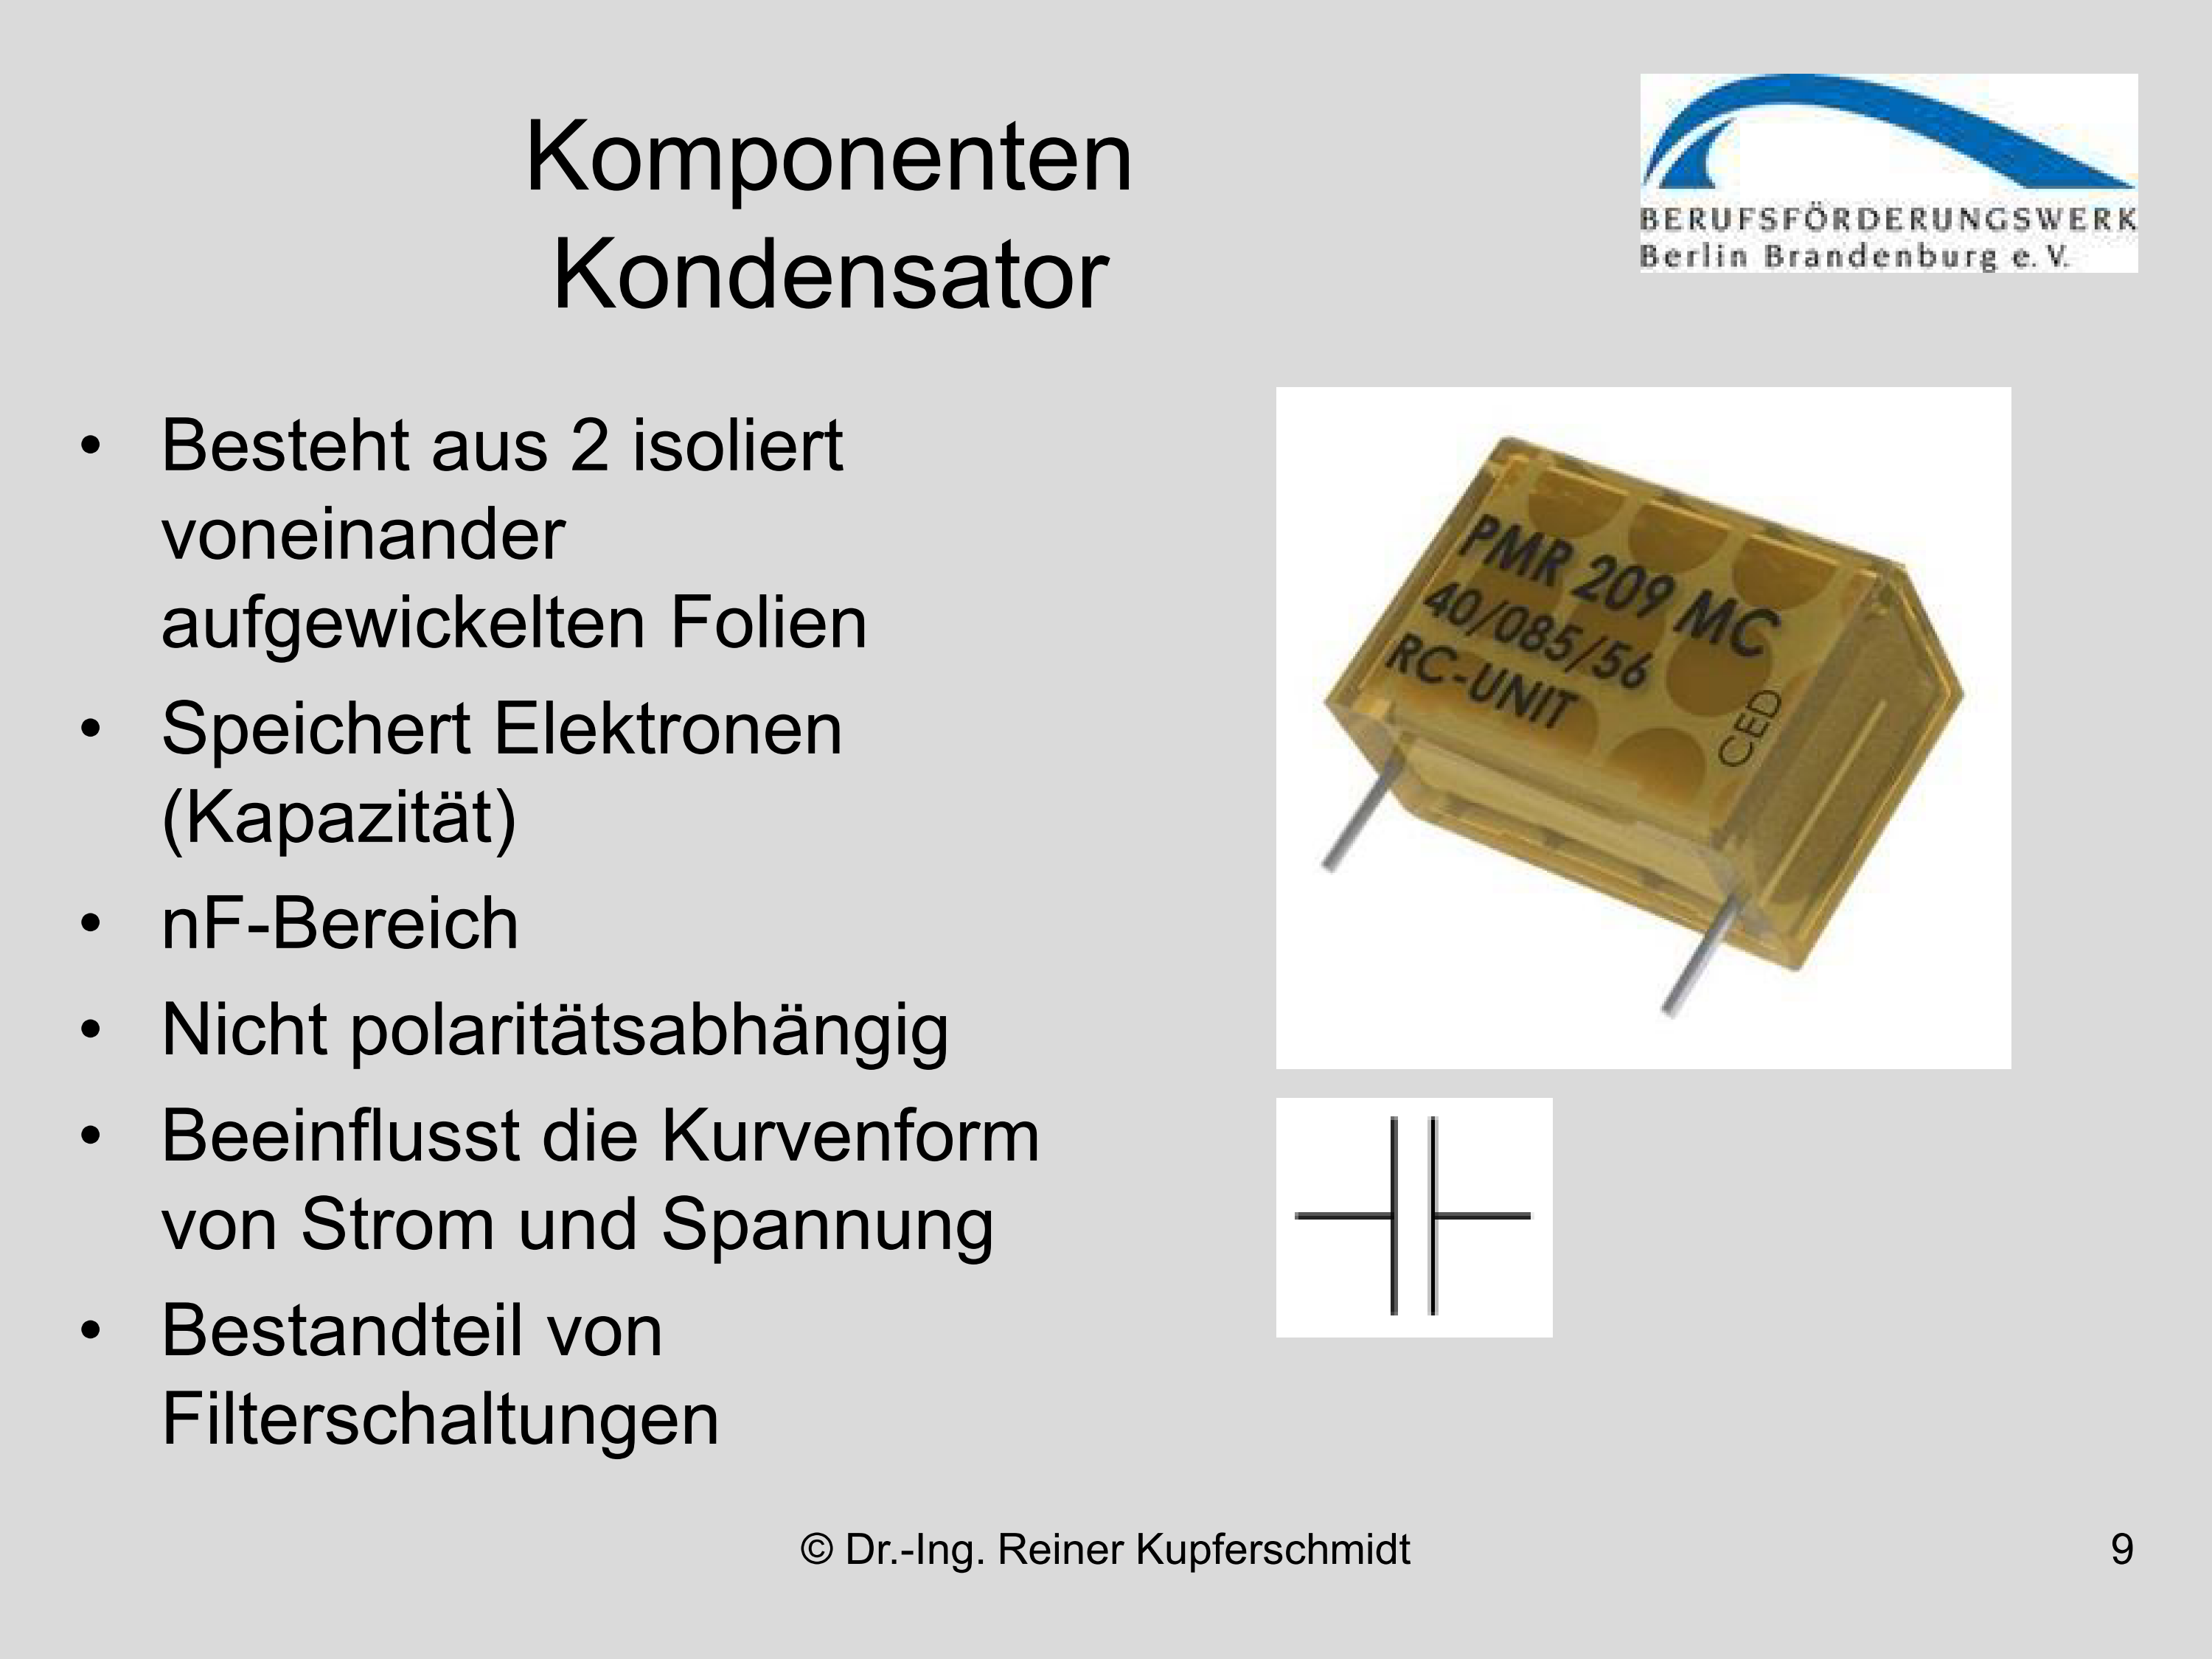 Komponenten
Kondensator
BERUFSFÖRDERUNGSWERK
Berlin Brandenburg e. V.
• Besteht aus 2 isoliert
voneinander
aufgewickelten Folien
• Speichert Elektronen
(Kapazität)
• nF-Bereich
• Nicht polaritätsabhängig
• Beeinflusst die Kurvenform
von Strom und Spannung
• Bestandteil von
Filterschaltungen
PMR 209 MC
40/085/56
RC-UNIT
CED
© Dr.-Ing. Reiner Kupferschmidt
9